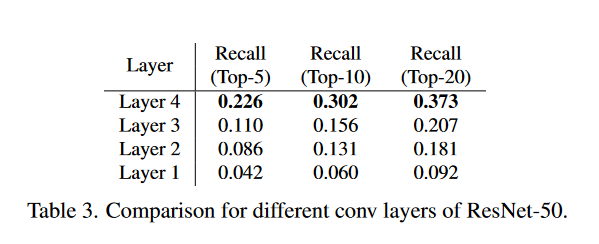 Layer Recall (Top-5) Recall (Top-10) Recall (Top-20)
Layer 4 0.226 0.302 0.373
Layer 3 0.110 0.156 0.207
Layer 2 0.086 0.131 0.181
Layer 1 0.042 0.060 0.092
Table 3. Comparison for different conv layers of ResNet-50.